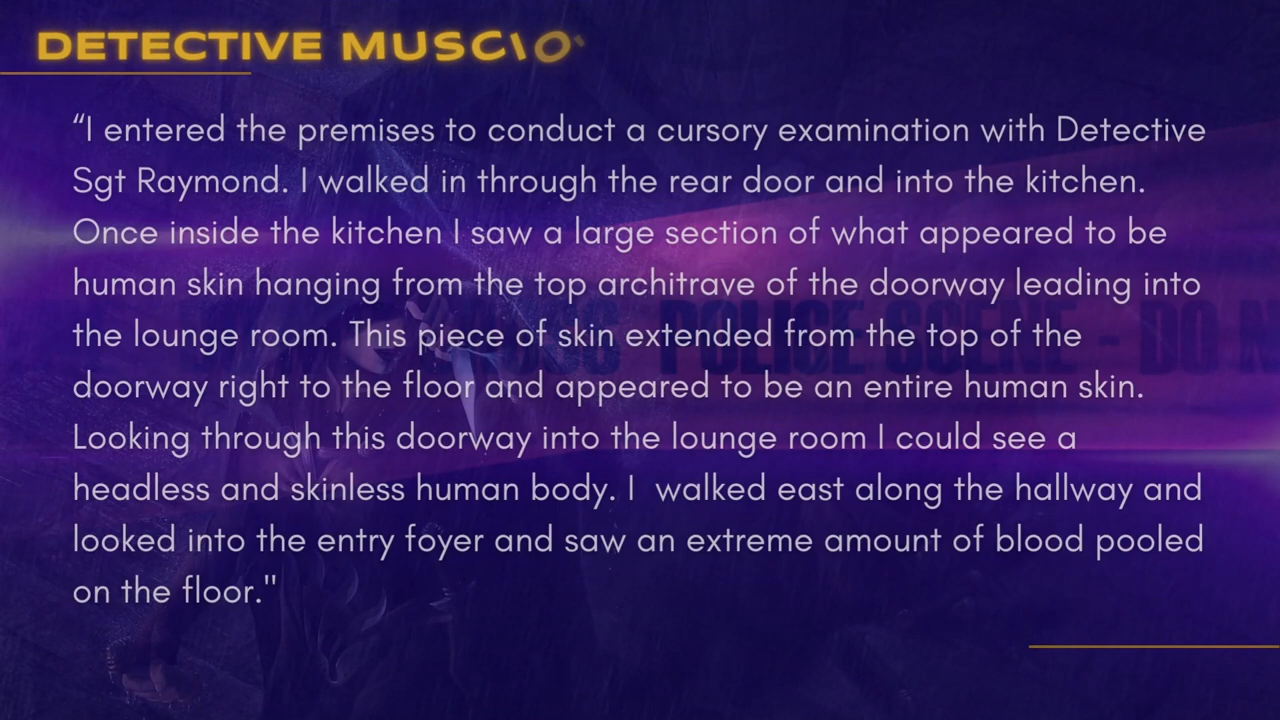 DETECTIVE MUSCIO
“I entered the premises to conduct a cursory examination with Detective
Sgt Raymond. I walked in through the rear door and into the kitchen.
Once inside the kitchen I saw a large section of what appeared to be
human skin hanging from the top architrave of the doorway leading into
the lounge room. This piece of skin extended from the top of the
doorway right to the floor and appeared to be an entire human skin.
Looking through this doorway into the lounge room I could see a
headless and skinless human body. I  walked east along the hallway and
looked into the entry foyer and saw an extreme amount of blood pooled
on the floor."
POLICE SCENE - DO N